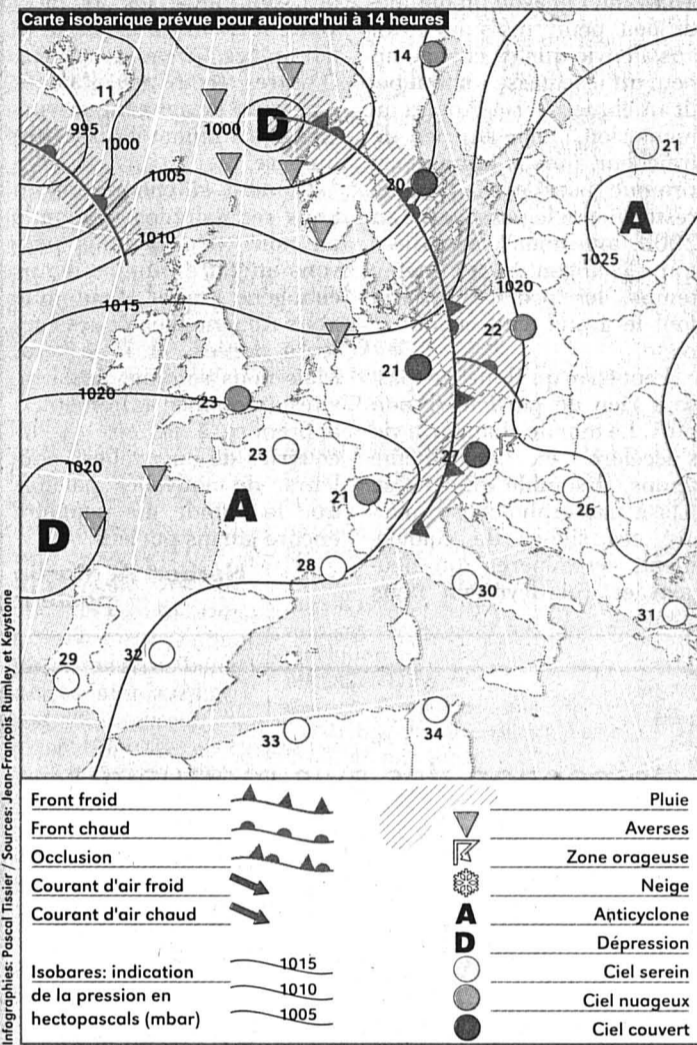 Carte isobarique prévue pour aujourd'hui à 14 heures
14
11
995
1000
1000
D
21
1005
20
A
1010
1025
1015
1020
22
21
1020
23
23
27
1020
A
21
26
D
28
30
31
29
32
33
34
Front froid
Front chaud
Occlusion
Courant d'air froid
Courant d'air chaud
Isobares: indication
de la pression en
hectopascals (mbar)
1015
1010
1005
Pluie
Averses
Zone orageuse
Neige
A Anticyclone
D Dépression
Ciel serein
Ciel nuageux
Ciel couvert
Infographies: Pascal Tissier / Sources: Jean-François Rumley et Keystone